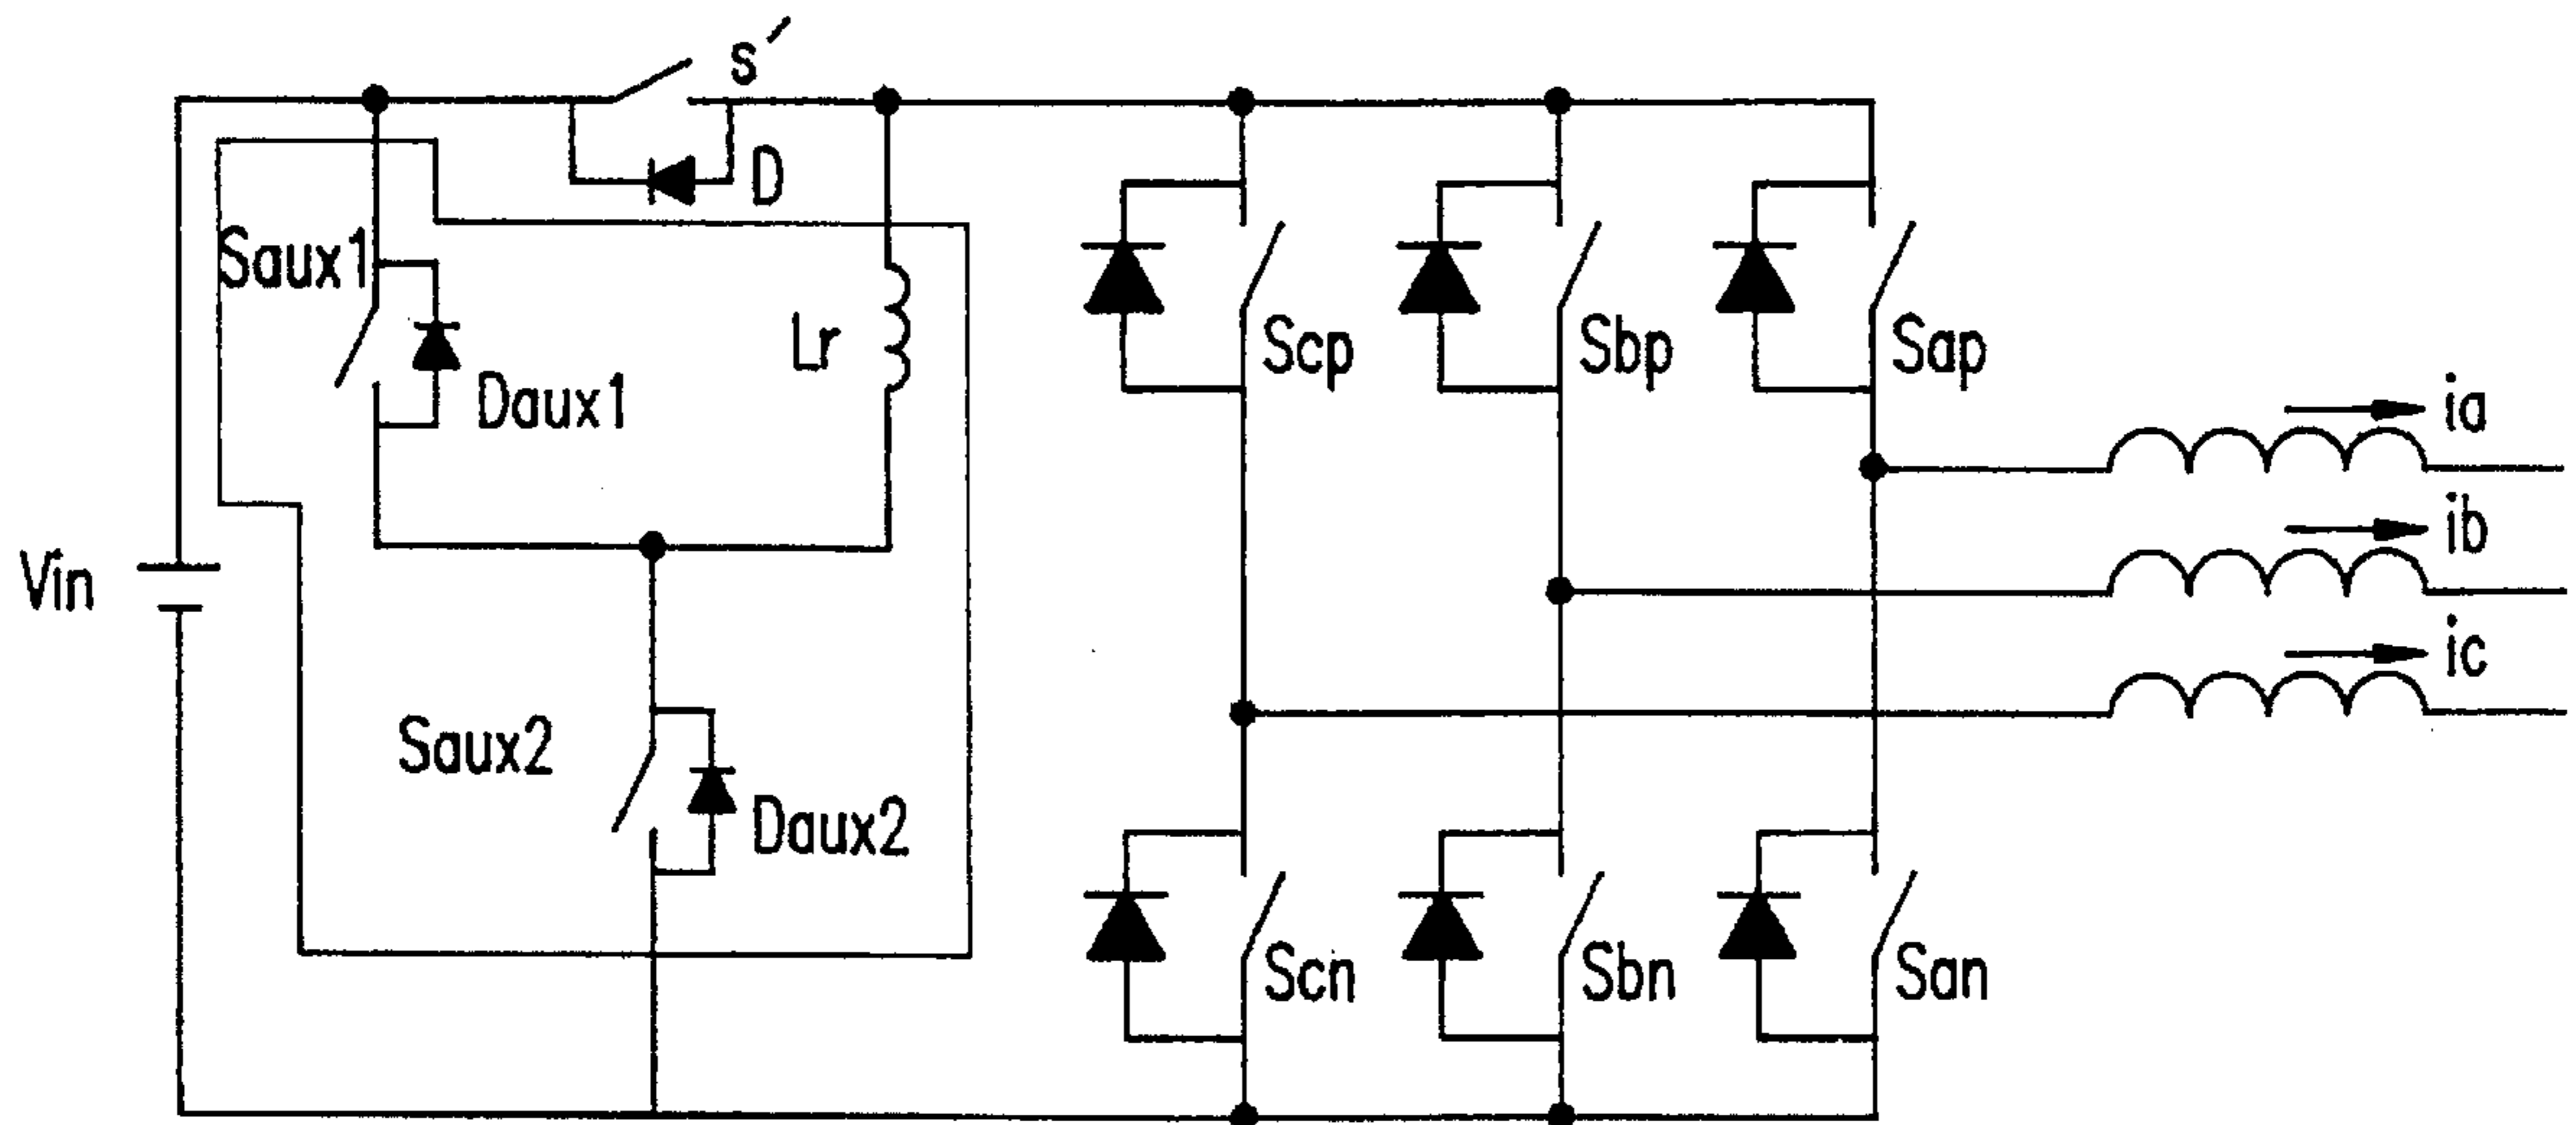 s′
D
Saux1
Daux1
Lr
Scp
Sbp
Sap
ia
ib
ic
Vin
Saux2
Daux2
Scn
Sbn
San